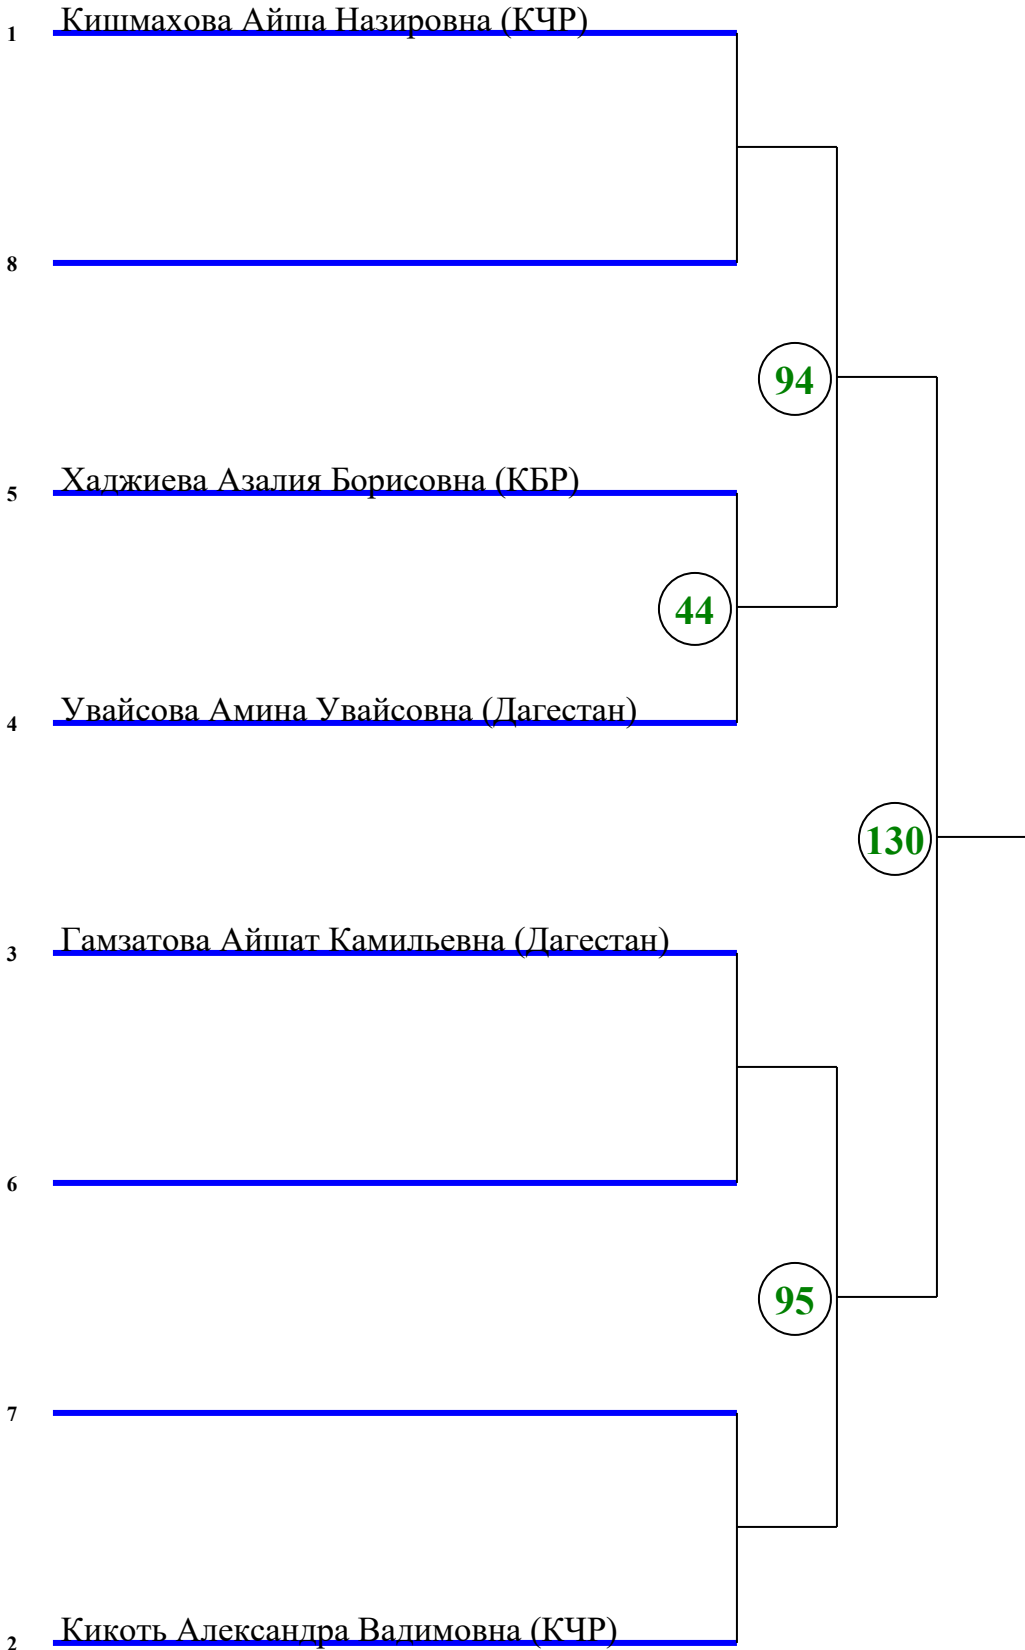 1 Кишмахова Айша Назировна (КЧР)
8
94
5 Хаджиева Азалия Борисовна (КБР)
44
4 Увайсова Амина Увайсовна (Дагестан)
130
3 Гамзатова Айшат Камильевна (Дагестан)
6
95
7
2 Кикоть Александра Вадимовна (КЧР)